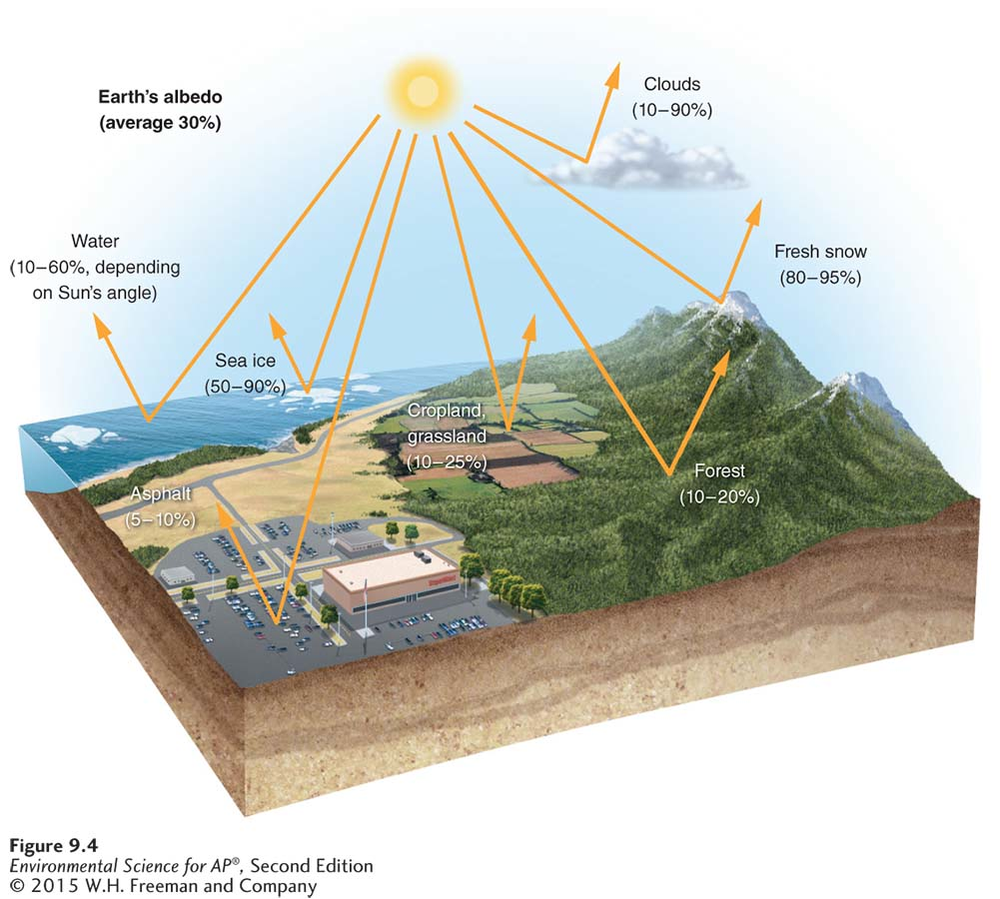 Earth's albedo
(average 30%)
Clouds
(10–90%)
Water
(10–60%, depending
on Sun's angle)
Fresh snow
(80–95%)
Sea ice
(50–90%)
Cropland,
grassland
(10–25%)
Forest
(10–20%)
Asphalt
(5–10%)
Figure 9.4
Environmental Science for AP®, Second Edition
© 2015 W.H. Freeman and Company